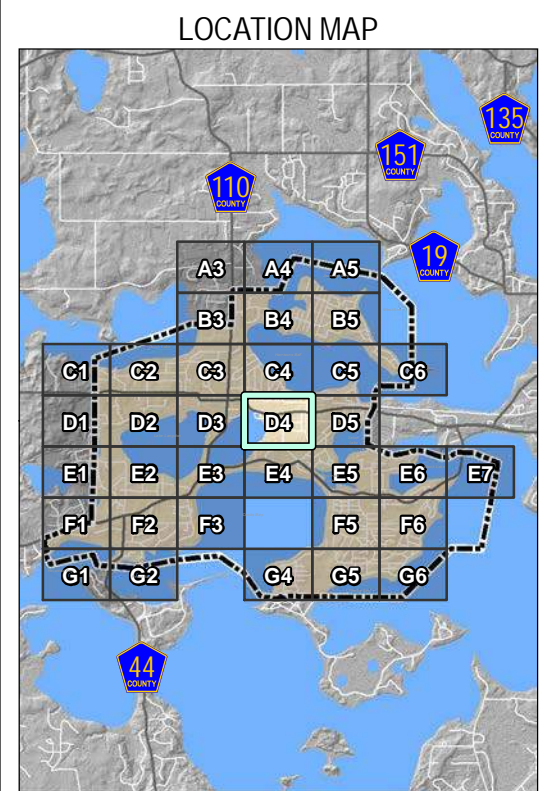 LOCATION MAP
135
COUNTY
151
COUNTY
110
COUNTY
19
COUNTY
A3 A4 A5
B3 B4 B5
C1 C2 C3 C4 C5 C6
D1 D2 D3 D4 D5
E1 E2 E3 E4 E5 E6 E7
F1 F2 F3 F5 F6
G1 G2 G4 G5 G6
44
COUNTY